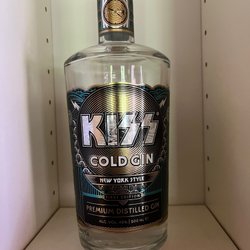 KISS
COLD GIN
NEW YORK STYLE
PREMIUM DISTILLED GIN